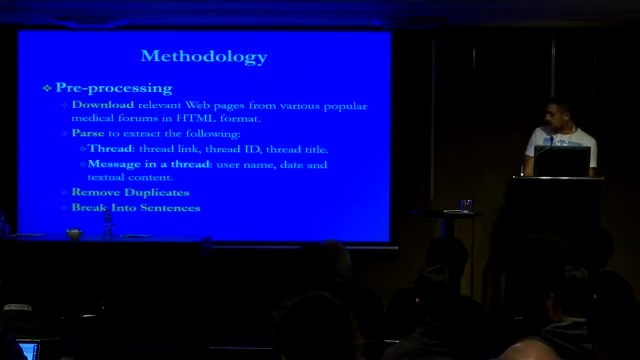 Methodology
Pre-processing
Download relevant Web pages from various popular
medical forums in HTML format.
Parse to extract the following:
Thread: thread link, thread ID, thread title.
Message in a thread: user name, date and
textual content.
Remove Duplicates
Break Into Sentences